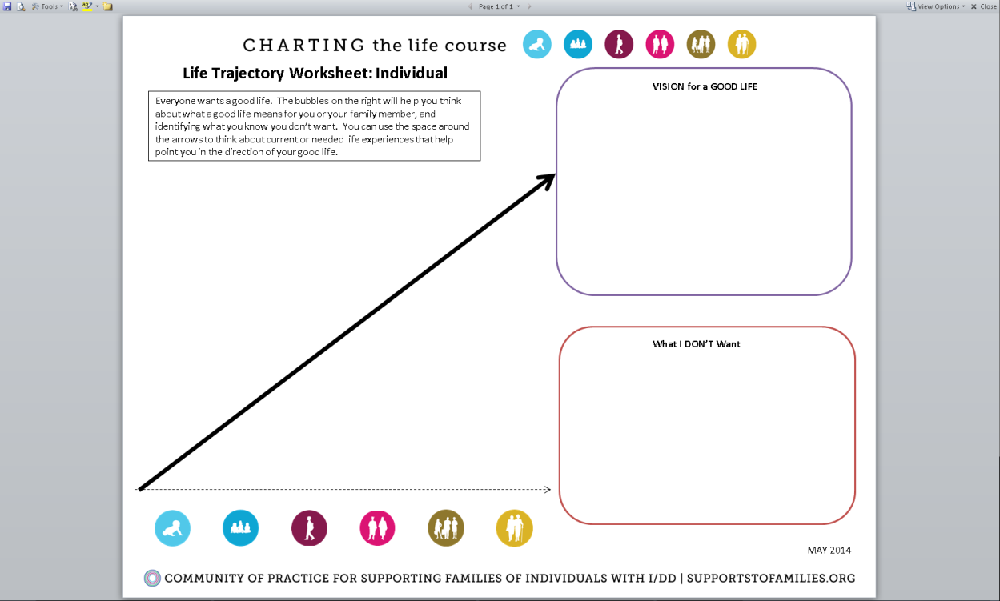 Tools
Page 1 of 1
View Options
Close
CHARTING the life course
Life Trajectory Worksheet: Individual
Everyone wants a good life. The bubbles on the right will help you think
about what a good life means for you or your family member, and
identifying what you know you don't want. You can use the space around
the arrows to think about current or needed life experiences that help
point you in the direction of your good life.
VISION for a GOOD LIFE
What I DON'T Want
MAY 2014
COMMUNITY OF PRACTICE FOR SUPPORTING FAMILIES OF INDIVIDUALS WITH I/DD | SUPPORTSTOFAMILIES.ORG